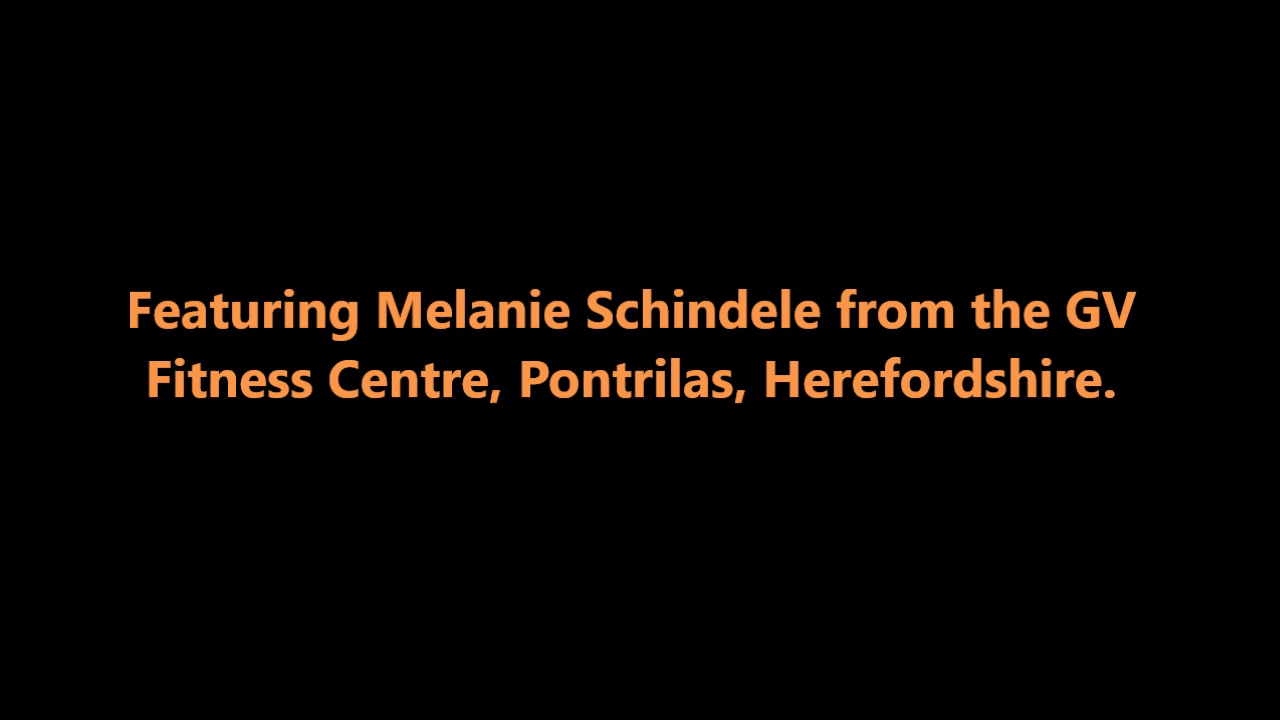 Featuring Melanie Schindele from the GV
Fitness Centre, Pontrilas, Herefordshire.